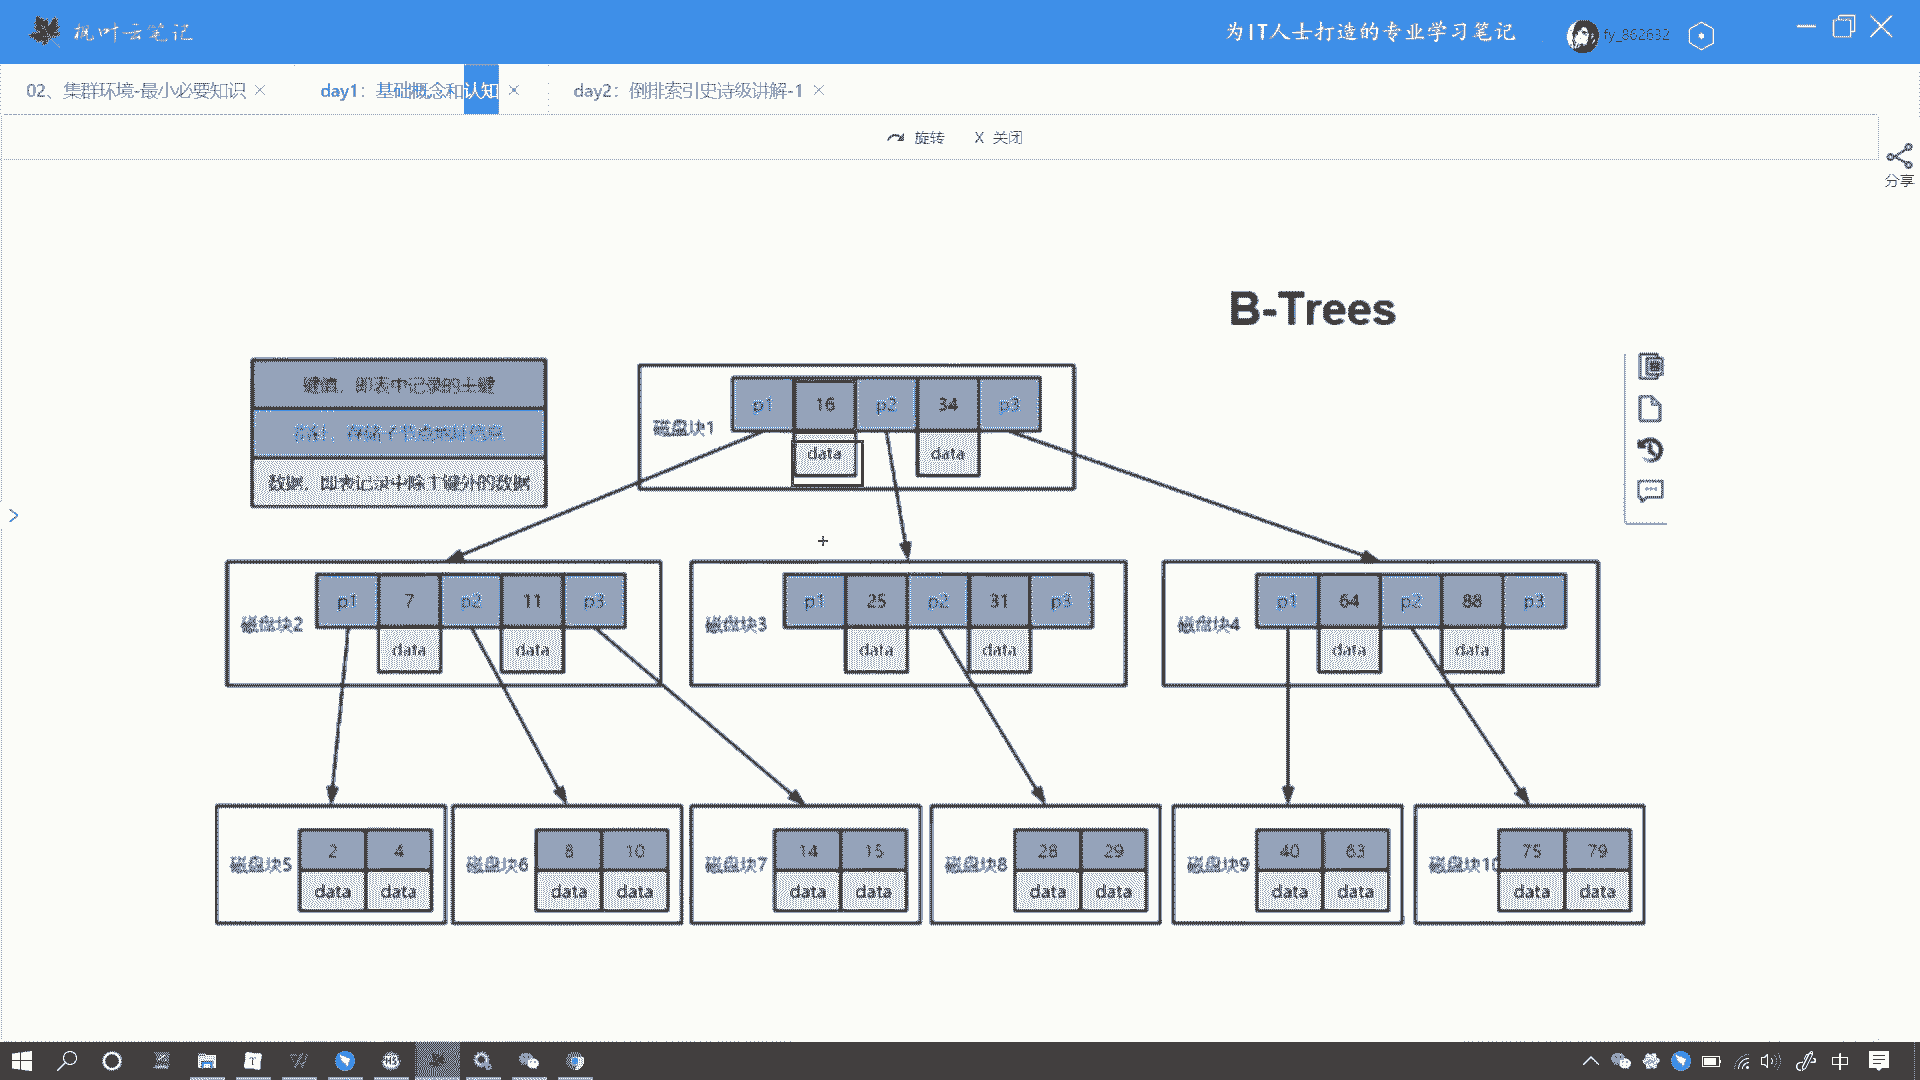 枫叶云笔记
为IT人士打造的专业学习笔记
fy_862632
02、集群环境-最小必要知识
day1：基础概念和认知
day2：倒排索引史诗级讲解-1
旋转 X 关闭
分享
B-Trees
键值，即表中记录的主键
指针，存储子节点地址信息
数据，即表记录中除主键外的数据
磁盘块1
p1 16 p2 34 p3
data data
磁盘块2
p1 7 p2 11 p3
data data
磁盘块3
p1 25 p2 31 p3
data data
磁盘块4
p1 64 p2 88 p3
data data
磁盘块5
2 4
data data
磁盘块6
8 10
data data
磁盘块7
14 15
data data
磁盘块8
28 29
data data
磁盘块9
40 63
data data
磁盘块10
75 79
data data
中